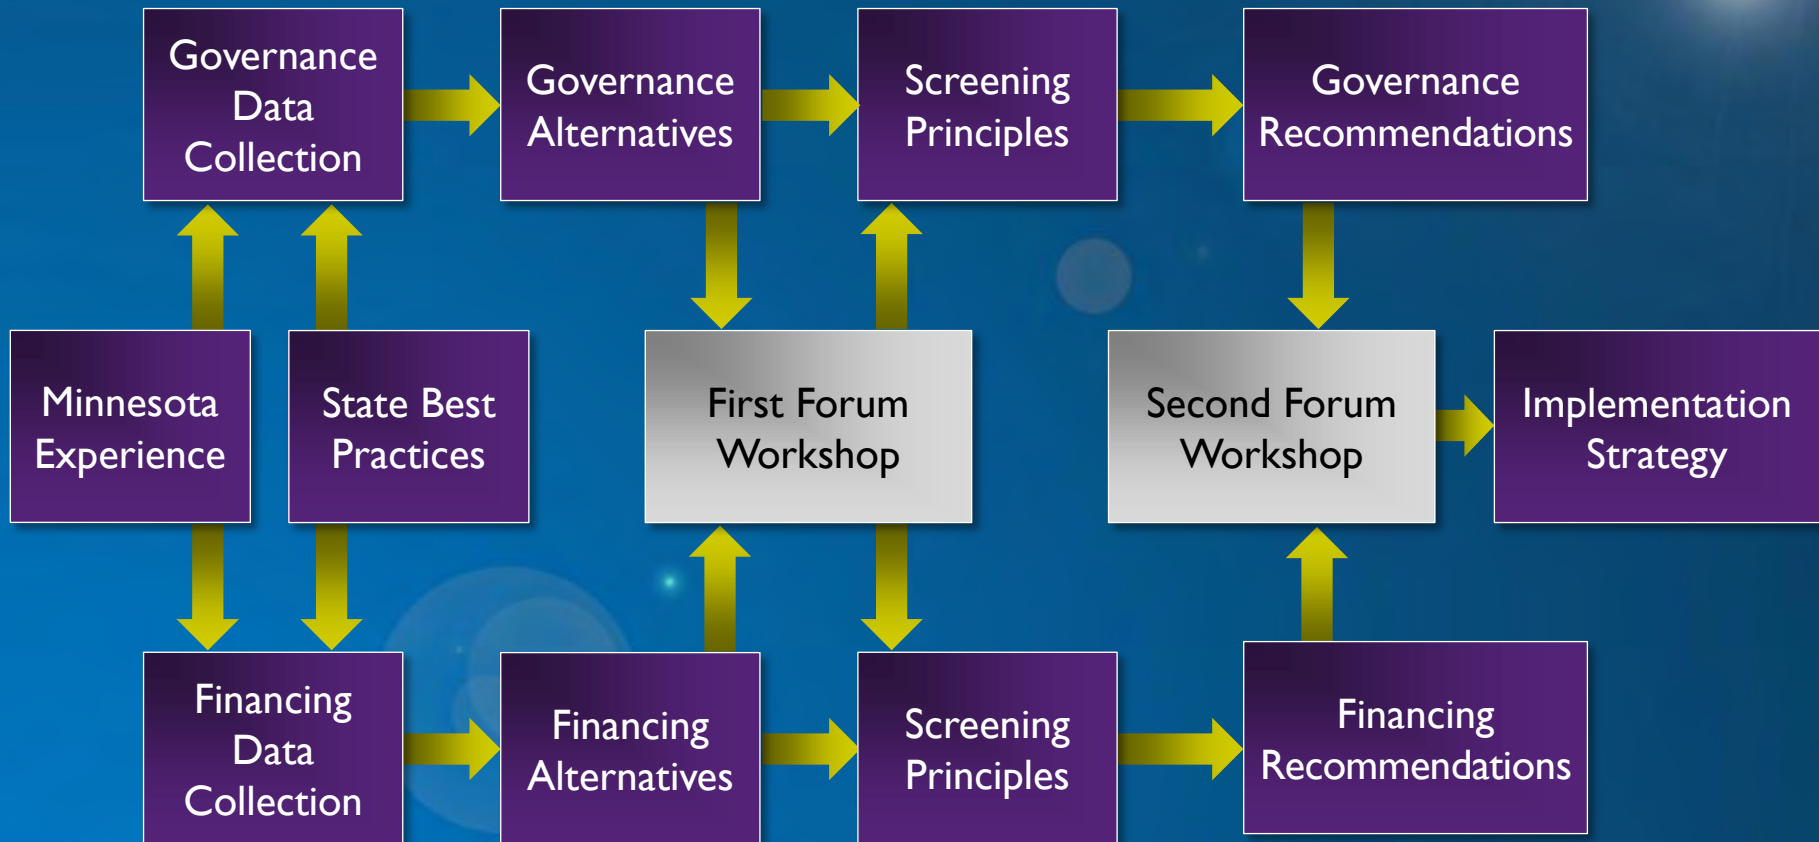 Governance
Data
Collection
Governance
Alternatives
Screening
Principles
Governance
Recommendations
Minnesota
Experience
State Best
Practices
First Forum
Workshop
Second Forum
Workshop
Implementation
Strategy
Financing
Data
Collection
Financing
Alternatives
Screening
Principles
Financing
Recommendations